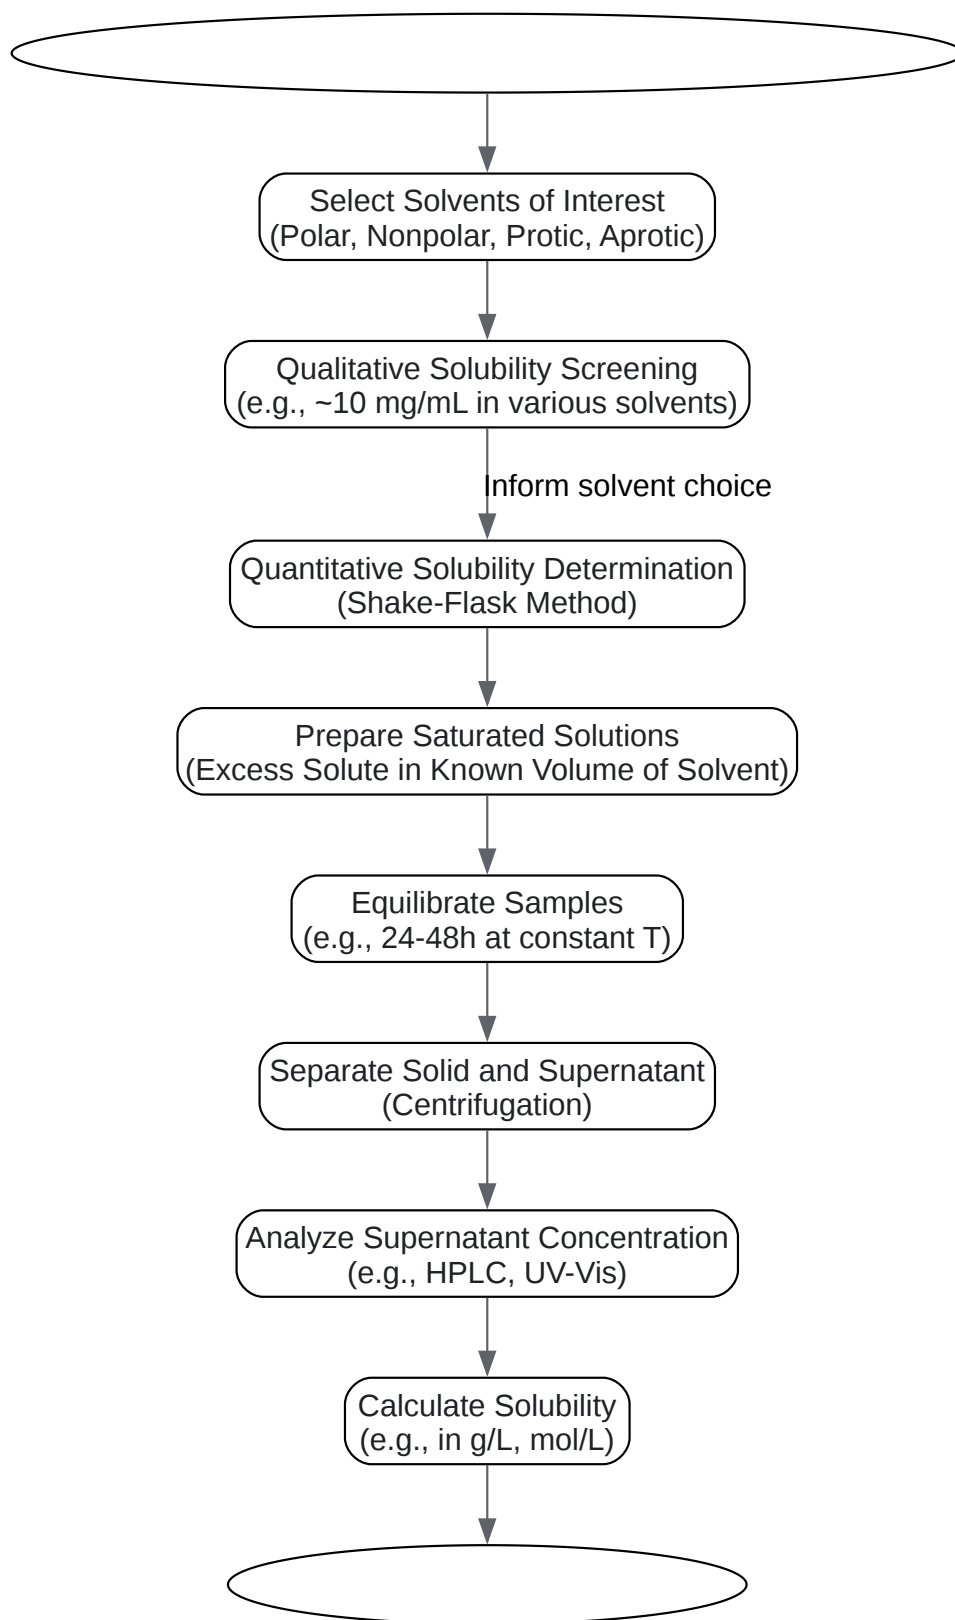 Select Solvents of Interest
(Polar, Nonpolar, Protic, Aprotic)
Qualitative Solubility Screening
(e.g., ~10 mg/mL in various solvents)
Inform solvent choice
Quantitative Solubility Determination
(Shake-Flask Method)
Prepare Saturated Solutions
(Excess Solute in Known Volume of Solvent)
Equilibrate Samples
(e.g., 24-48h at constant T)
Separate Solid and Supernatant
(Centrifugation)
Analyze Supernatant Concentration
(e.g., HPLC, UV-Vis)
Calculate Solubility
(e.g., in g/L, mol/L)